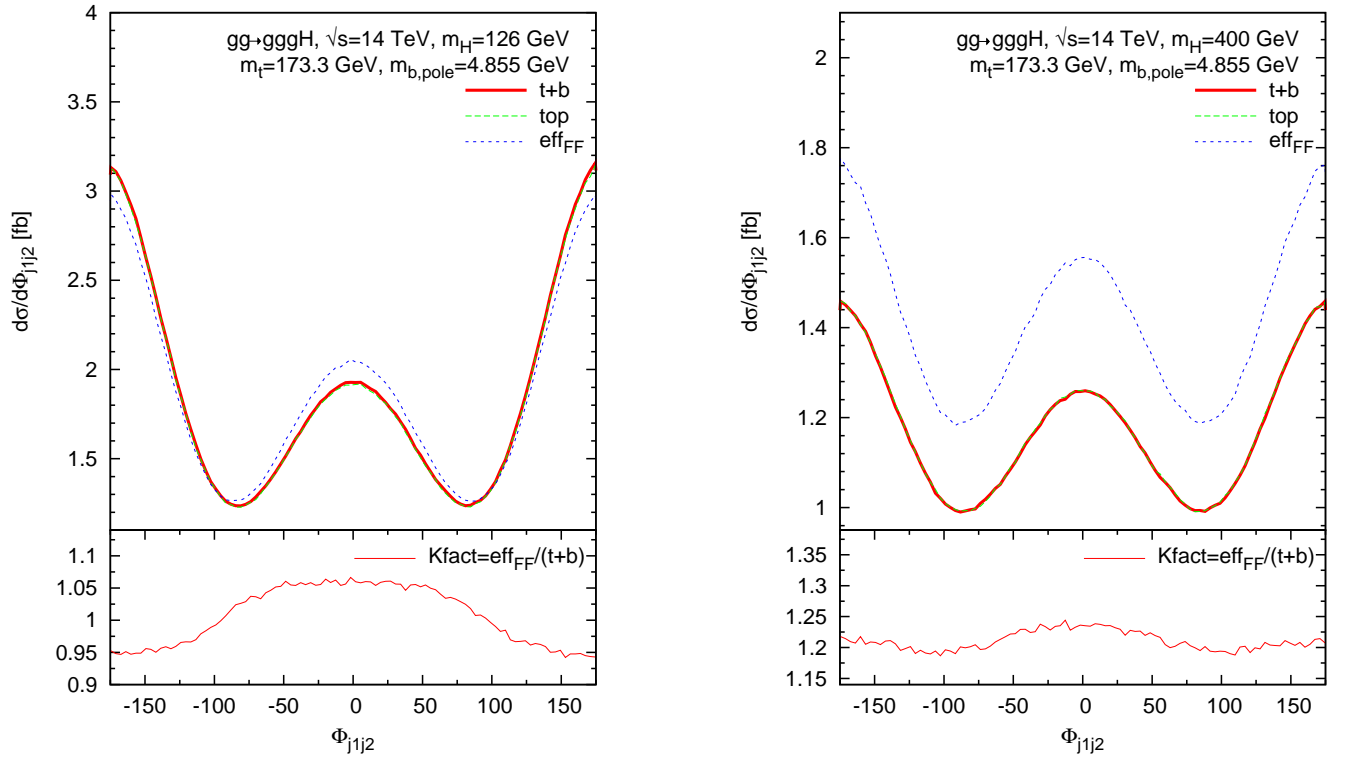 gg→gggH, √s=14 TeV, m_H=126 GeV
m_t=173.3 GeV, m_b,pole=4.855 GeV
t+b
top
eff_FF
4
3.5
3
2.5
2
1.5
dσ/dΦ_j1j2 [fb]
Kfact=eff_FF/(t+b)
1.1
1.05
1
0.95
0.9
-150 -100 -50 0 50 100 150
Φ_j1j2
gg→gggH, √s=14 TeV, m_H=400 GeV
m_t=173.3 GeV, m_b,pole=4.855 GeV
t+b
top
eff_FF
2
1.8
1.6
1.4
1.2
1
dσ/dΦ_j1j2 [fb]
Kfact=eff_FF/(t+b)
1.35
1.3
1.25
1.2
1.15
-150 -100 -50 0 50 100 150
Φ_j1j2